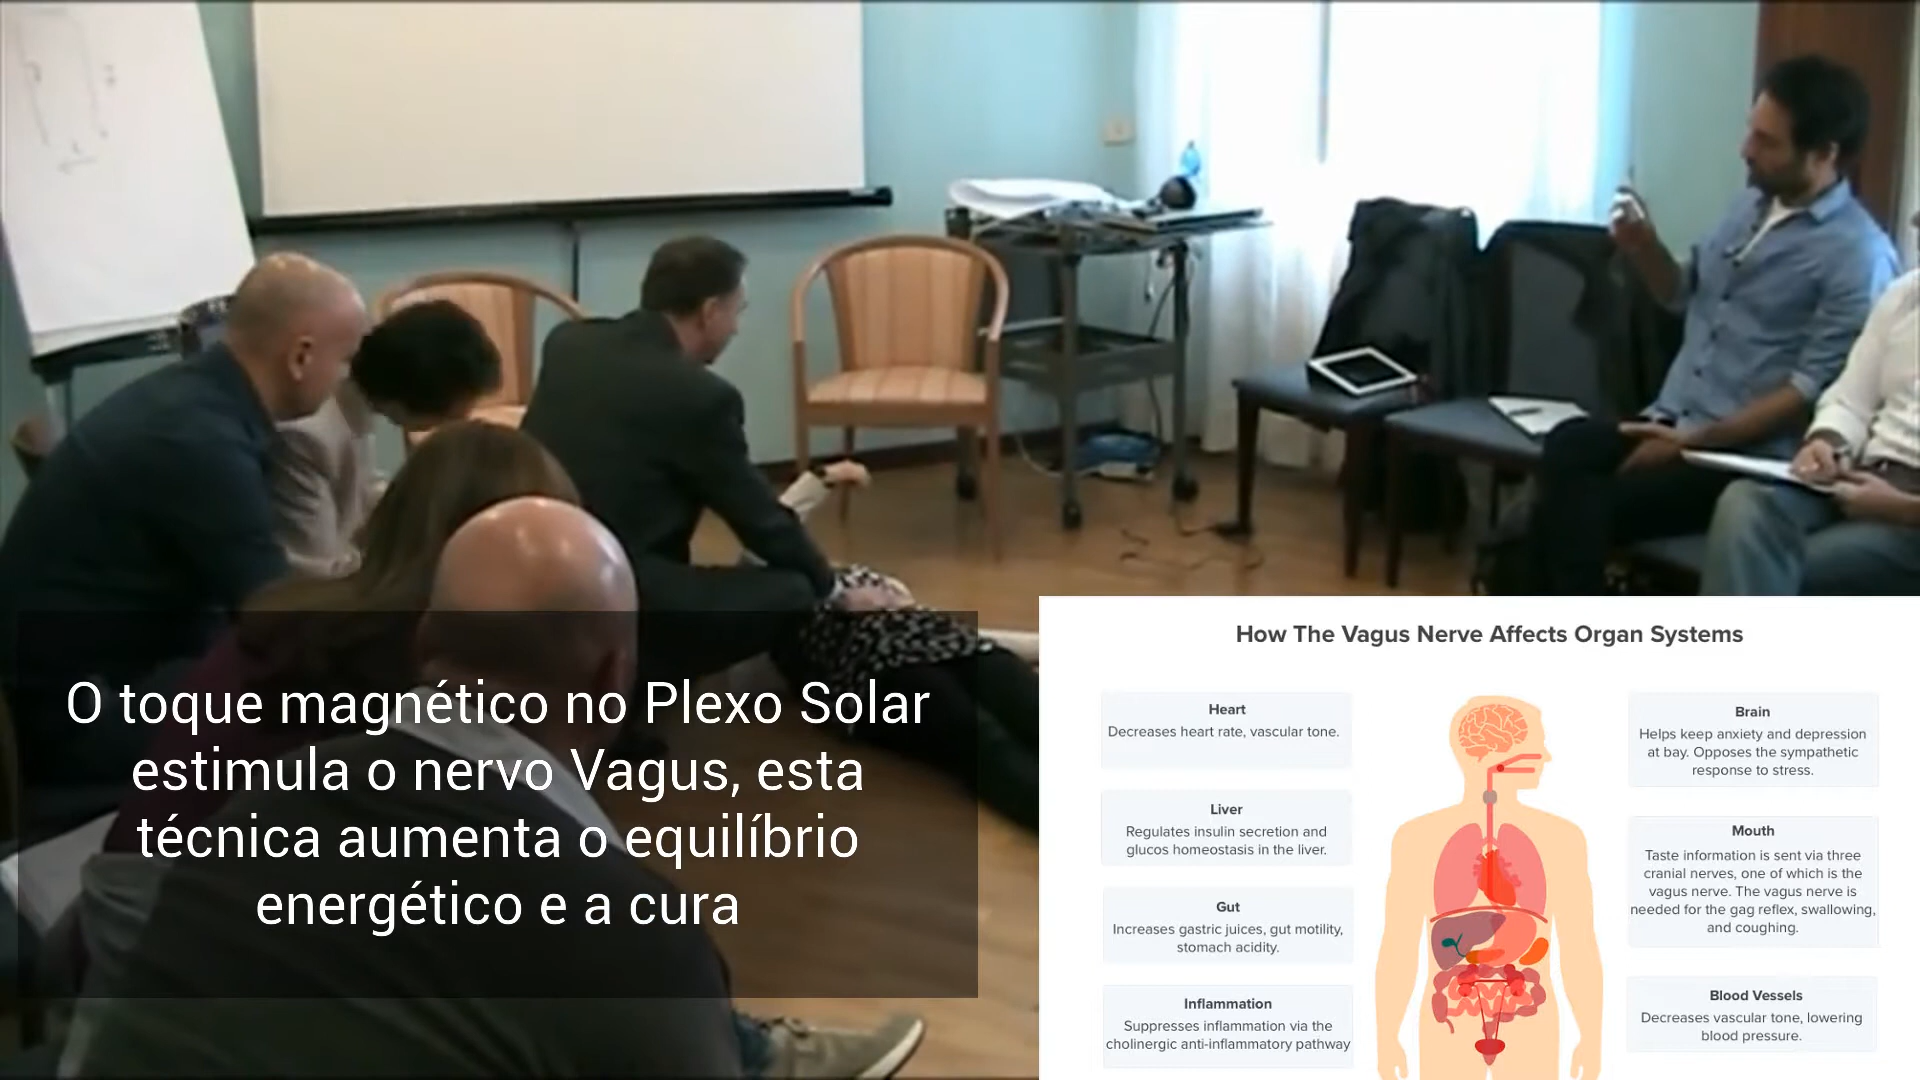 O toque magnético no Plexo Solar
estimula o nervo Vagus, esta
técnica aumenta o equilíbrio
energético e a cura
How The Vagus Nerve Affects Organ Systems
Heart
Decreases heart rate, vascular tone.
Liver
Regulates insulin secretion and
glucos homeostasis in the liver.
Gut
Increases gastric juices, gut motility,
stomach acidity.
Inflammation
Suppresses inflammation via the
cholinergic anti-inflammatory pathway
Brain
Helps keep anxiety and depression
at bay. Opposes the sympathetic
response to stress.
Mouth
Taste information is sent via three
cranial nerves, one of which is the
vagus nerve. The vagus nerve is
needed for the gag reflex, swallowing,
and coughing.
Blood Vessels
Decreases vascular tone, lowering
blood pressure.